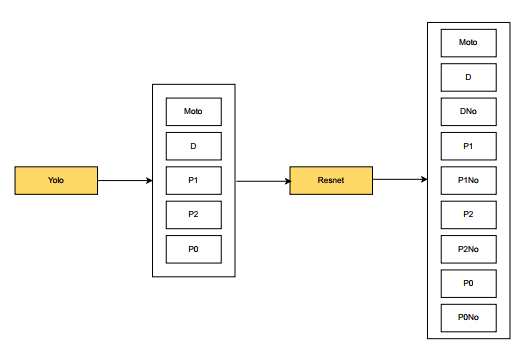 Yolo
Moto
D
P1
P2
P0
Resnet
Moto
D
DNo
P1
P1No
P2
P2No
P0
P0No